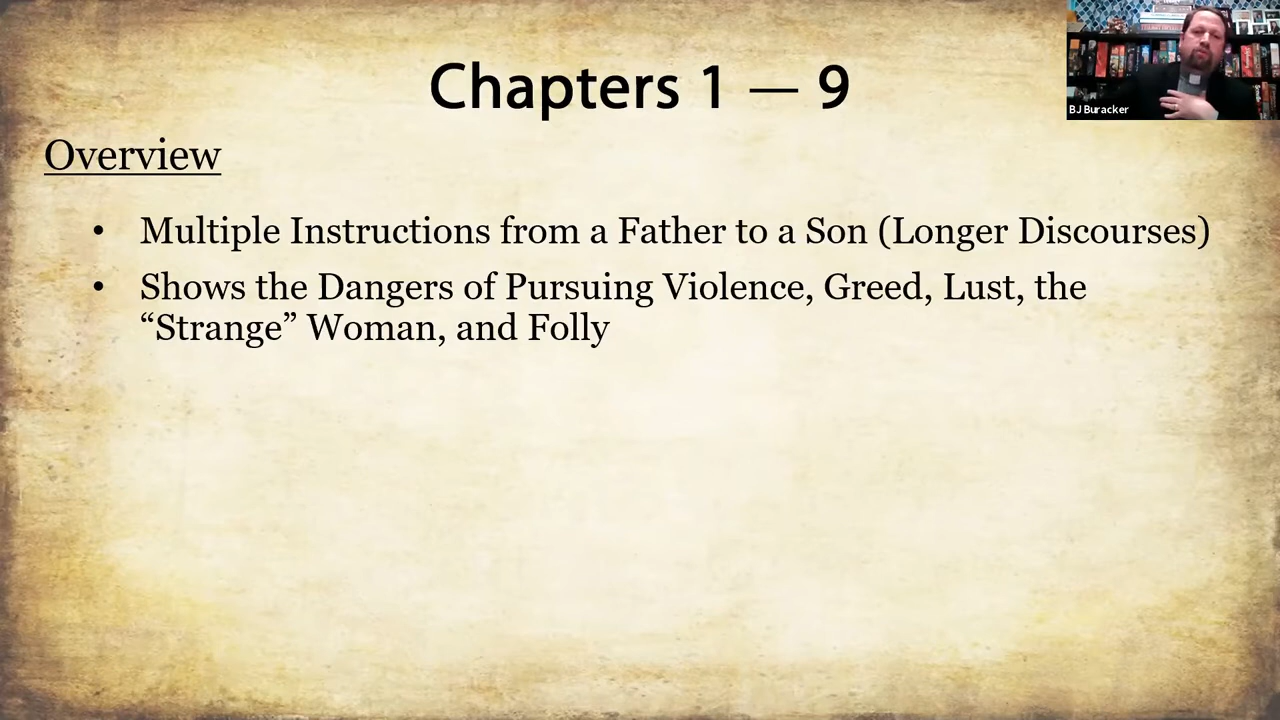 Chapters 1 — 9
BJ Buracker
Overview
• Multiple Instructions from a Father to a Son (Longer Discourses)
• Shows the Dangers of Pursuing Violence, Greed, Lust, the
“Strange” Woman, and Folly